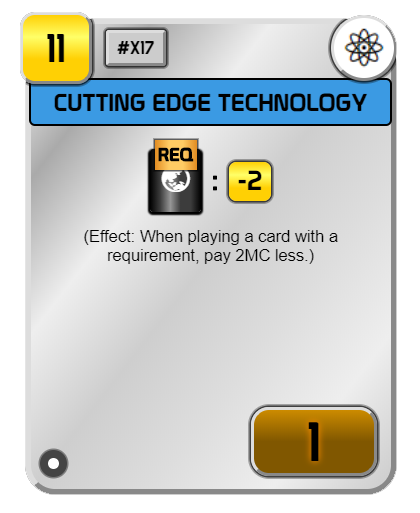 11
#X17
CUTTING EDGE TECHNOLOGY
REQ
: -2
(Effect: When playing a card with a
requirement, pay 2MC less.)
1